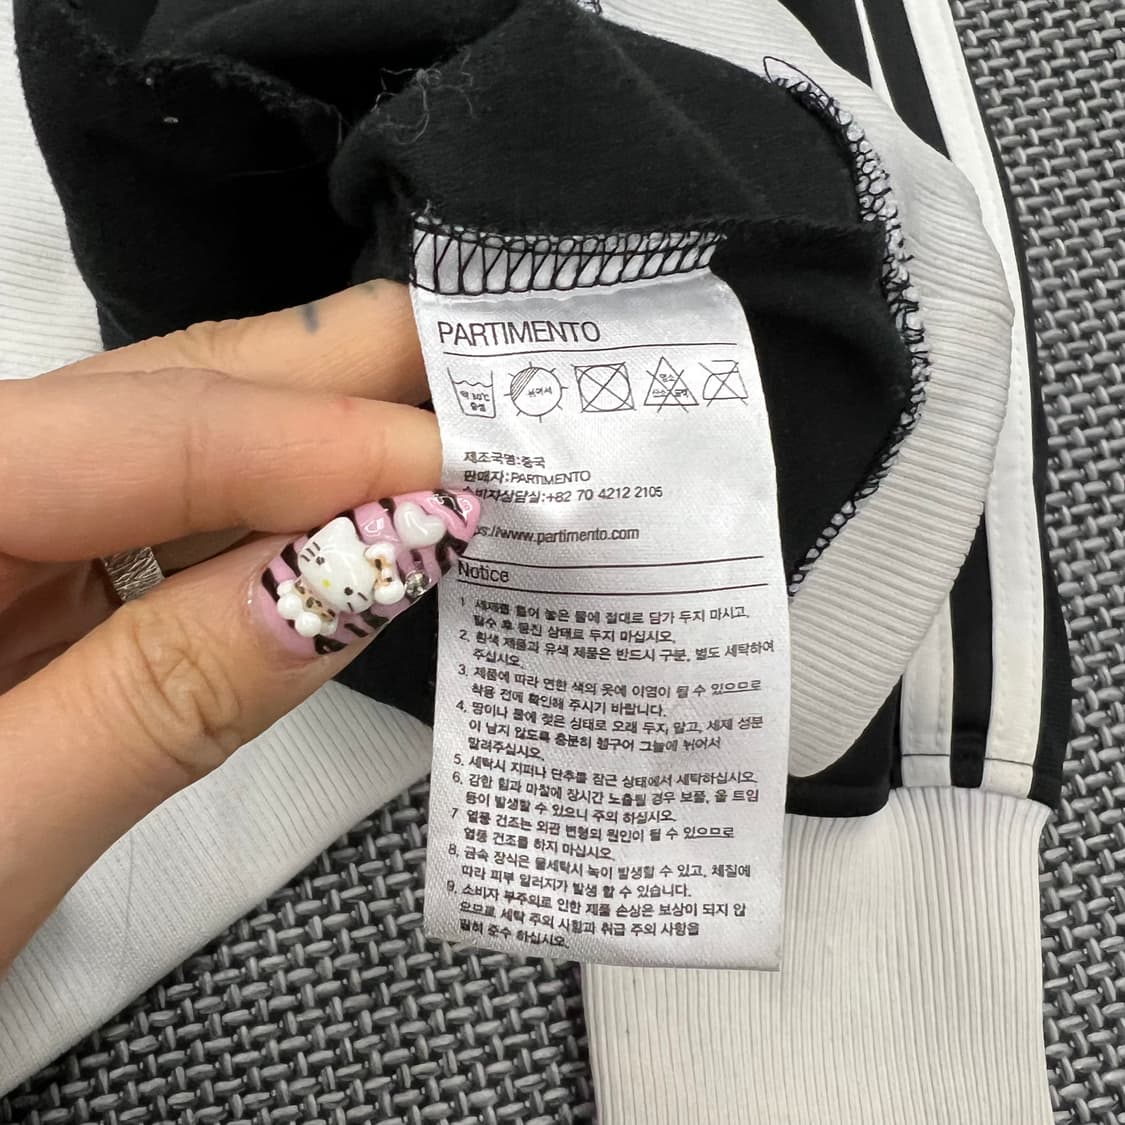 PARTIMENTO
약 30℃
중성
뉘어서
염소
산소표백
제조국명:중국
판매자:PARTIMENTO
소비자상담실:+82 70 4212 2105
ps://www.partimento.com
Notice
1. 세제를 풀어 놓은 물에 절대로 담가 두지 마시고,
탈수 후 뭉친 상태로 두지 마십시오.
2. 흰색 제품과 유색 제품은 반드시 구분, 별도 세탁하여
주십시오.
3. 제품에 따라 연한 색의 옷에 이염이 될 수 있으므로
착용 전에 확인해 주시기 바랍니다.
4. 땀이나 물에 젖은 상태로 오래 두지 말고, 세제 성분
이 남지 않도록 충분히 헹구어 그늘에 뉘어서
말려주십시오.
5. 세탁시 지퍼나 단추를 잠근 상태에서 세탁하십시오.
6. 강한 힘과 마찰에 장시간 노출될 경우 보풀, 올 트임
등이 발생할 수 있으니 주의 하십시오.
7. 열풍 건조는 외관 변형의 원인이 될 수 있으므로
열풍 건조를 하지 마십시오.
8. 금속 장식은 물세탁시 녹이 발생할 수 있고, 체질에
따라 피부 알러지가 발생 할 수 있습니다.
9. 소비자 부주의로 인한 제품 손상은 보상이 되지 않
으므로 세탁 주의 사항과 취급 주의 사항을
필히 준수 하십시오.